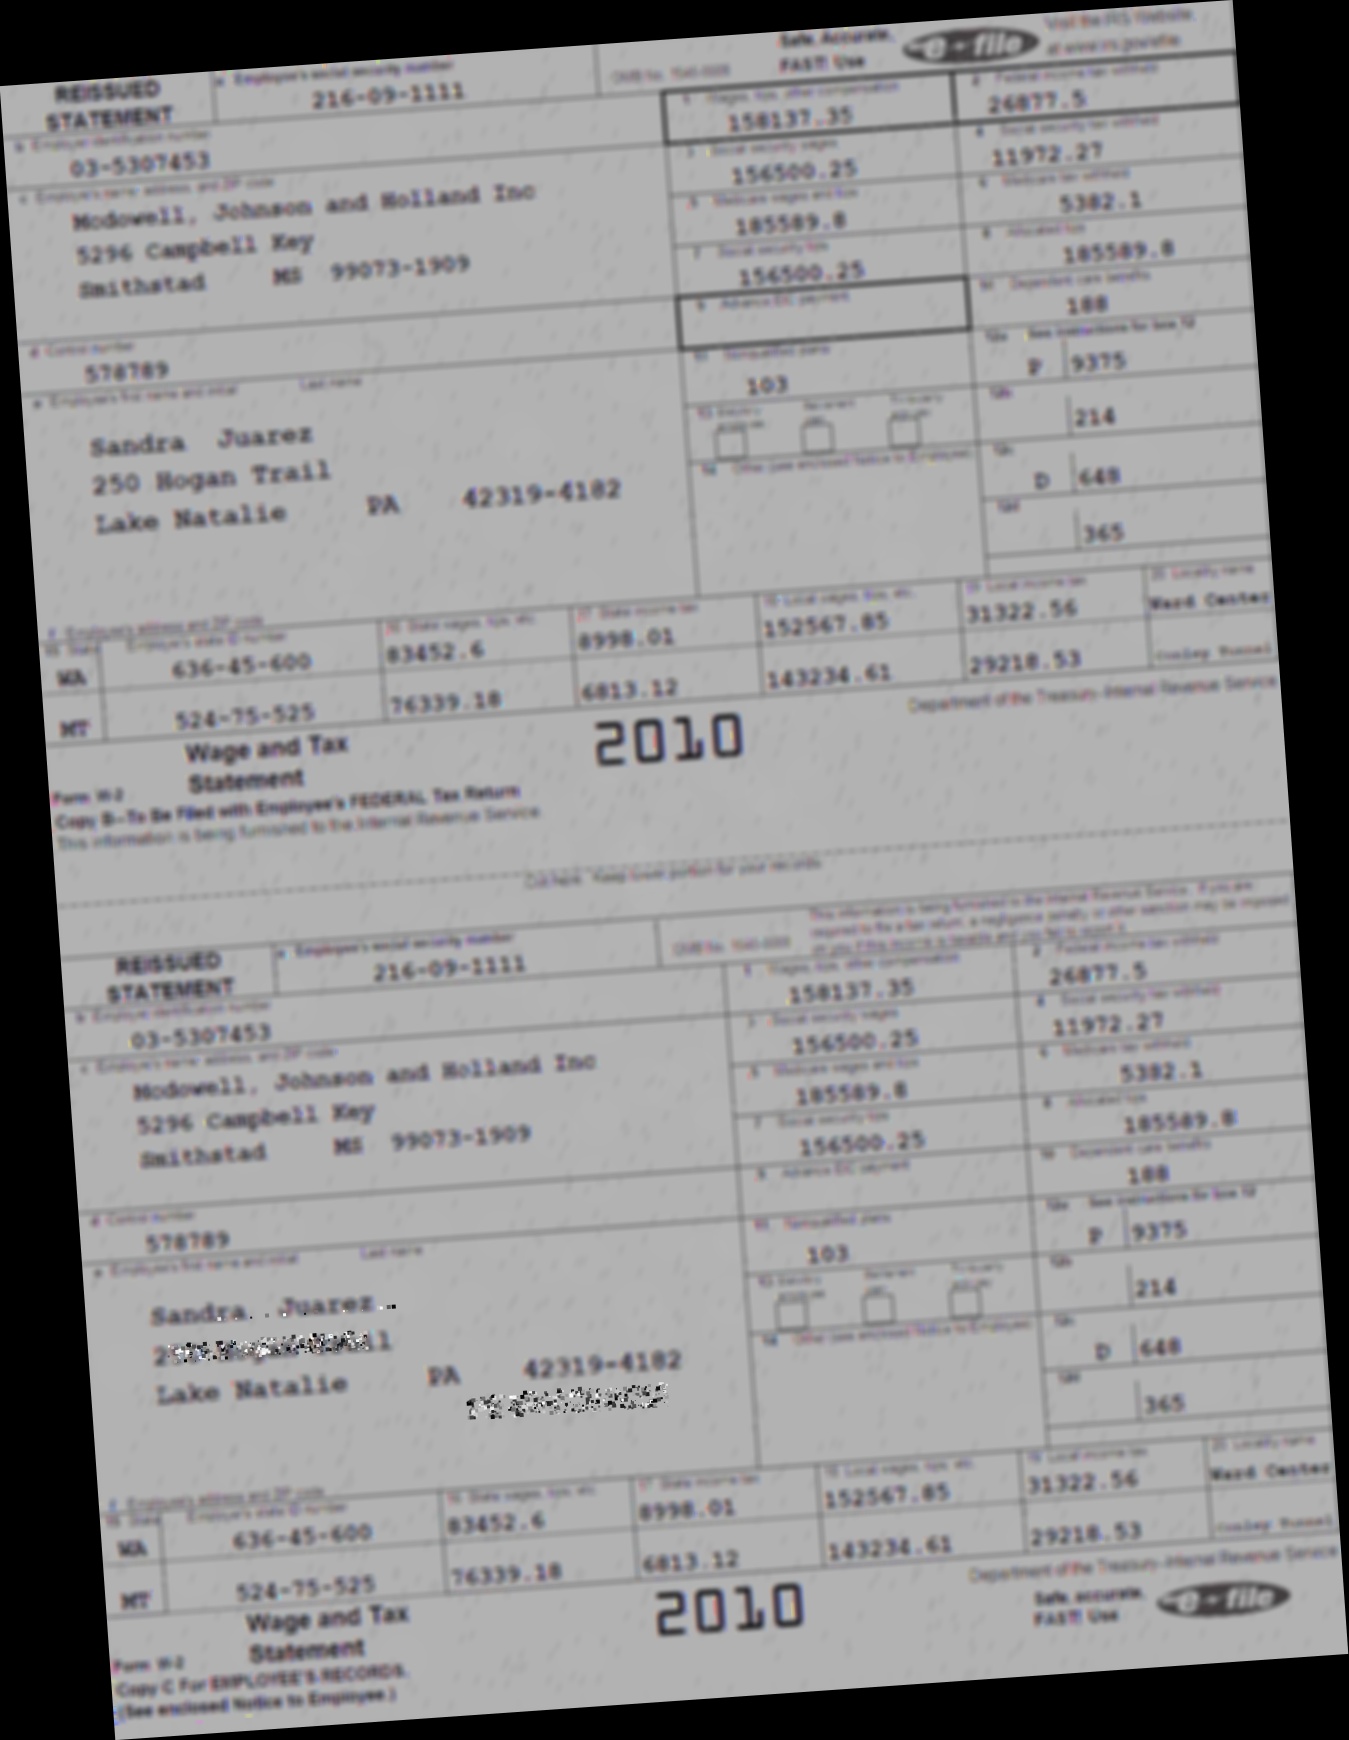 Safe, Accurate,
FAST! Use
e-file
Visit the IRS Website
at www.irs.gov/efile
REISSUED
STATEMENT
a Employee's social security number
216-09-1111
OMB No. 1545-0008
1 Wages, tips, other compensation
158137.35
2 Federal income tax withheld
26877.5
b Employer identification number
03-5307453
3 Social security wages
156500.25
4 Social security tax withheld
11972.27
c Employer's name, address, and ZIP code
Mcdowell, Johnson and Holland Inc
5296 Campbell Key
Smithstad MS 99073-1909
5 Medicare wages and tips
185589.8
6 Medicare tax withheld
5382.1
7 Social security tips
156500.25
8 Allocated tips
185589.8
9 Advance EIC payment
10 Dependent care benefits
188
d Control number
578789
11 Nonqualified plans
103
12a See instructions for box 12
P 9375
e Employee's first name and initial Last name
Sandra Juarez
250 Hogan Trail
Lake Natalie PA 42319-4182
13
12b
214
14 Other (see enclosed Notice to Employee)
12c
D 648
12d
365
f Employee's address and ZIP code
15 State Employer's state ID number
16 State wages, tips, etc.
17 State income tax
18 Local wages, tips, etc.
19 Local income tax
20 Locality name
WA 636-45-600 83452.6 8998.01 152567.85 31322.56 Ward Center
MT 524-75-525 76339.18 6813.12 143234.61 29218.53
Form W-2
Wage and Tax
Statement
2010
Department of the Treasury-Internal Revenue Service
Copy B--To Be Filed with Employee's FEDERAL Tax Return
This information is being furnished to the Internal Revenue Service.
Cut here. Keep lower portion for your records.
REISSUED
STATEMENT
a Employee's social security number
216-09-1111
OMB No. 1545-0008
This information is being furnished to the Internal Revenue Service. If you are
required to file a tax return, a negligence penalty or other sanction may be imposed
on you if this income is taxable and you fail to report it.
1 Wages, tips, other compensation
158137.35
2 Federal income tax withheld
26877.5
b Employer identification number
03-5307453
3 Social security wages
156500.25
4 Social security tax withheld
11972.27
c Employer's name, address, and ZIP code
Mcdowell, Johnson and Holland Inc
5296 Campbell Key
Smithstad MS 99073-1909
5 Medicare wages and tips
185589.8
6 Medicare tax withheld
5382.1
7 Social security tips
156500.25
8 Allocated tips
185589.8
9 Advance EIC payment
10 Dependent care benefits
188
d Control number
578789
11 Nonqualified plans
103
12a See instructions for box 12
P 9375
e Employee's first name and initial Last name
Sandra Juarez
Lake Natalie PA 42319-4182
13
12b
214
14 Other (see enclosed Notice to Employee)
12c
D 648
12d
365
f Employee's address and ZIP code
15 State Employer's state ID number
16 State wages, tips, etc.
17 State income tax
18 Local wages, tips, etc.
19 Local income tax
20 Locality name
WA 636-45-600 83452.6 8998.01 152567.85 31322.56 Ward Center
MT 524-75-525 76339.18 6813.12 143234.61 29218.53
Form W-2
Wage and Tax
Statement
2010
Department of the Treasury-Internal Revenue Service
Safe, accurate,
FAST! Use
e-file
Copy C For EMPLOYEE'S RECORDS.
(See enclosed Notice to Employee.)